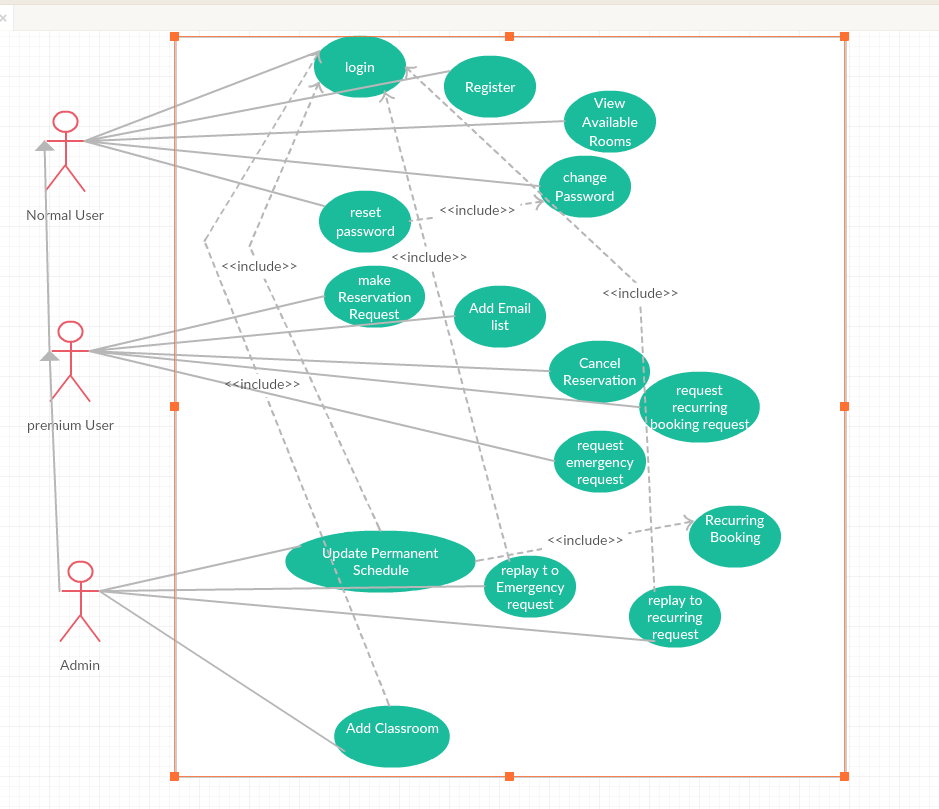 login
Register
View
Available
Rooms
change
Password
Normal User
reset
password
<<include>>
<<include>>
<<include>>
<<include>>
make
Reservation
Request
Add Email
list
Cancel
Reservation
<<include>>
request
recurring
booking request
premium User
request
emergency
request
Recurring
Booking
<<include>>
Update Permanent
Schedule
replay t o
Emergency
request
replay to
recurring
request
Admin
Add Classroom